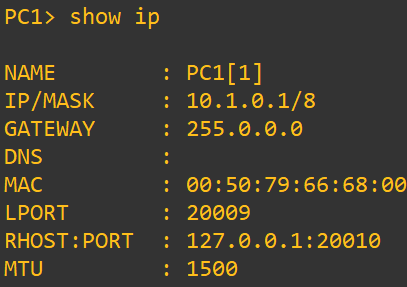 PC1> show ip
NAME : PC1[1]
IP/MASK : 10.1.0.1/8
GATEWAY : 255.0.0.0
DNS :
MAC : 00:50:79:66:68:00
LPORT : 20009
RHOST:PORT : 127.0.0.1:20010
MTU : 1500